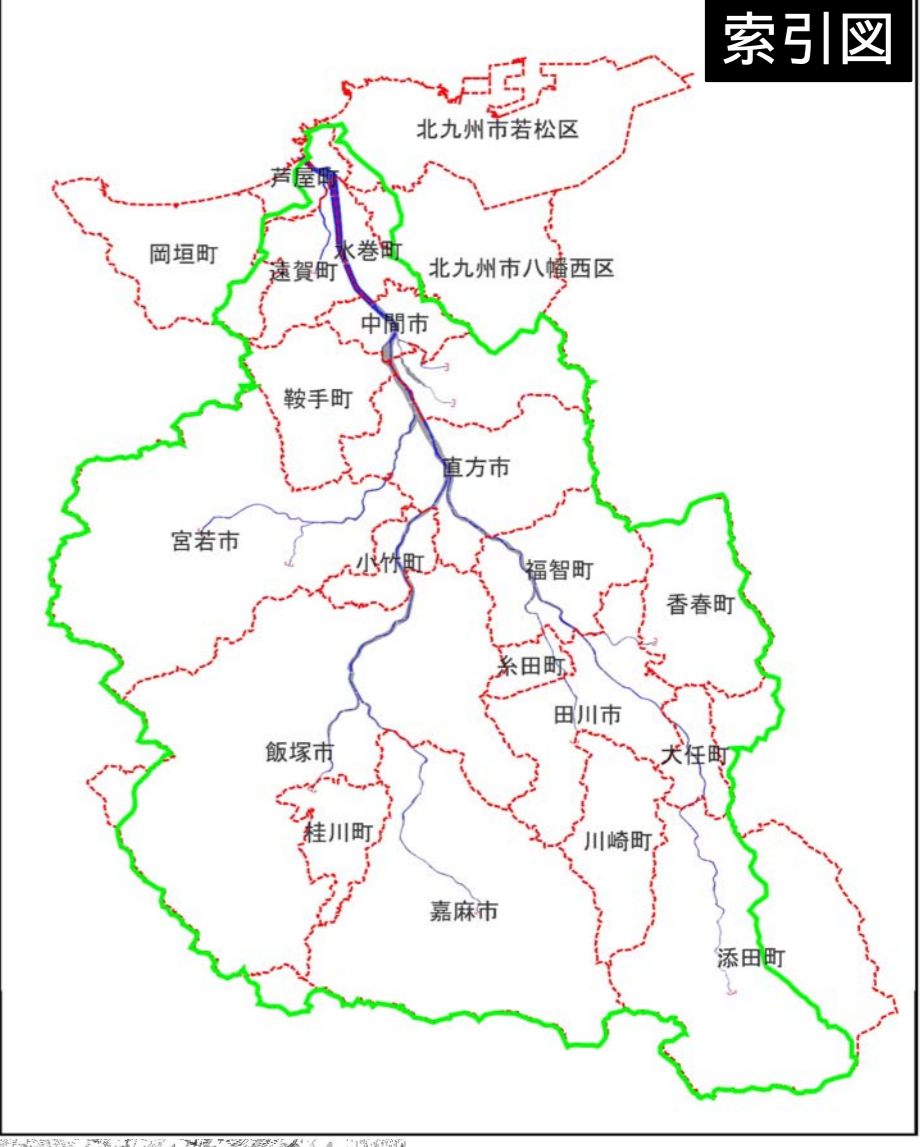 索引図
北九州市若松区
芦屋町
岡垣町
水巻町
遠賀町
北九州市八幡西区
中間市
鞍手町
直方市
宮若市
小竹町
福智町
香春町
糸田町
田川市
飯塚市
大任町
桂川町
川崎町
嘉麻市
添田町